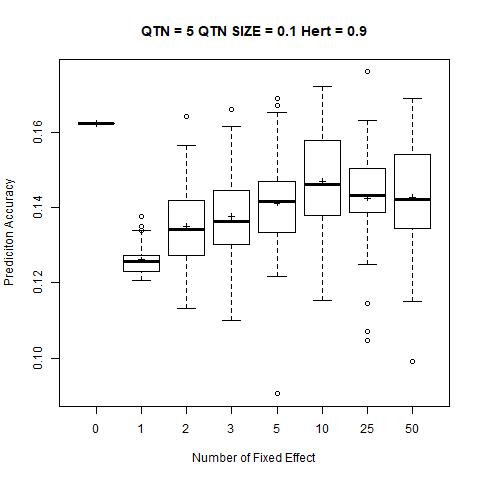 QTN = 5 QTN SIZE = 0.1 Hert = 0.9
Prediciton Accuracy
0.16
0.14
0.12
0.10
0 1 2 3 5 10 25 50
Number of Fixed Effect